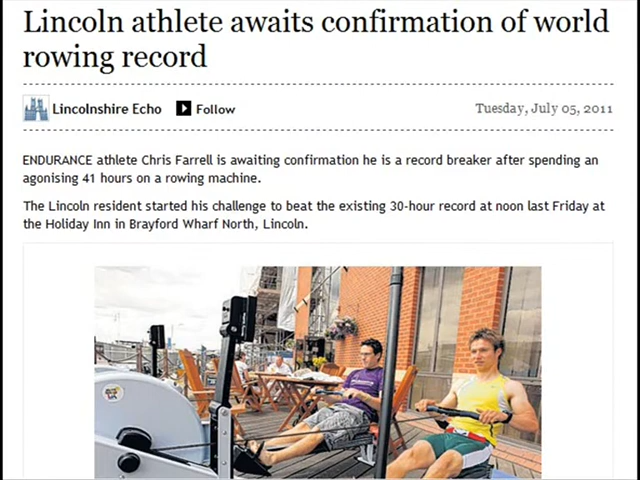 Lincoln athlete awaits confirmation of world
rowing record
Lincolnshire Echo Follow
Tuesday, July 05, 2011
ENDURANCE athlete Chris Farrell is awaiting confirmation he is a record breaker after spending an
agonising 41 hours on a rowing machine.
The Lincoln resident started his challenge to beat the existing 30-hour record at noon last Friday at
the Holiday Inn in Brayford Wharf North, Lincoln.